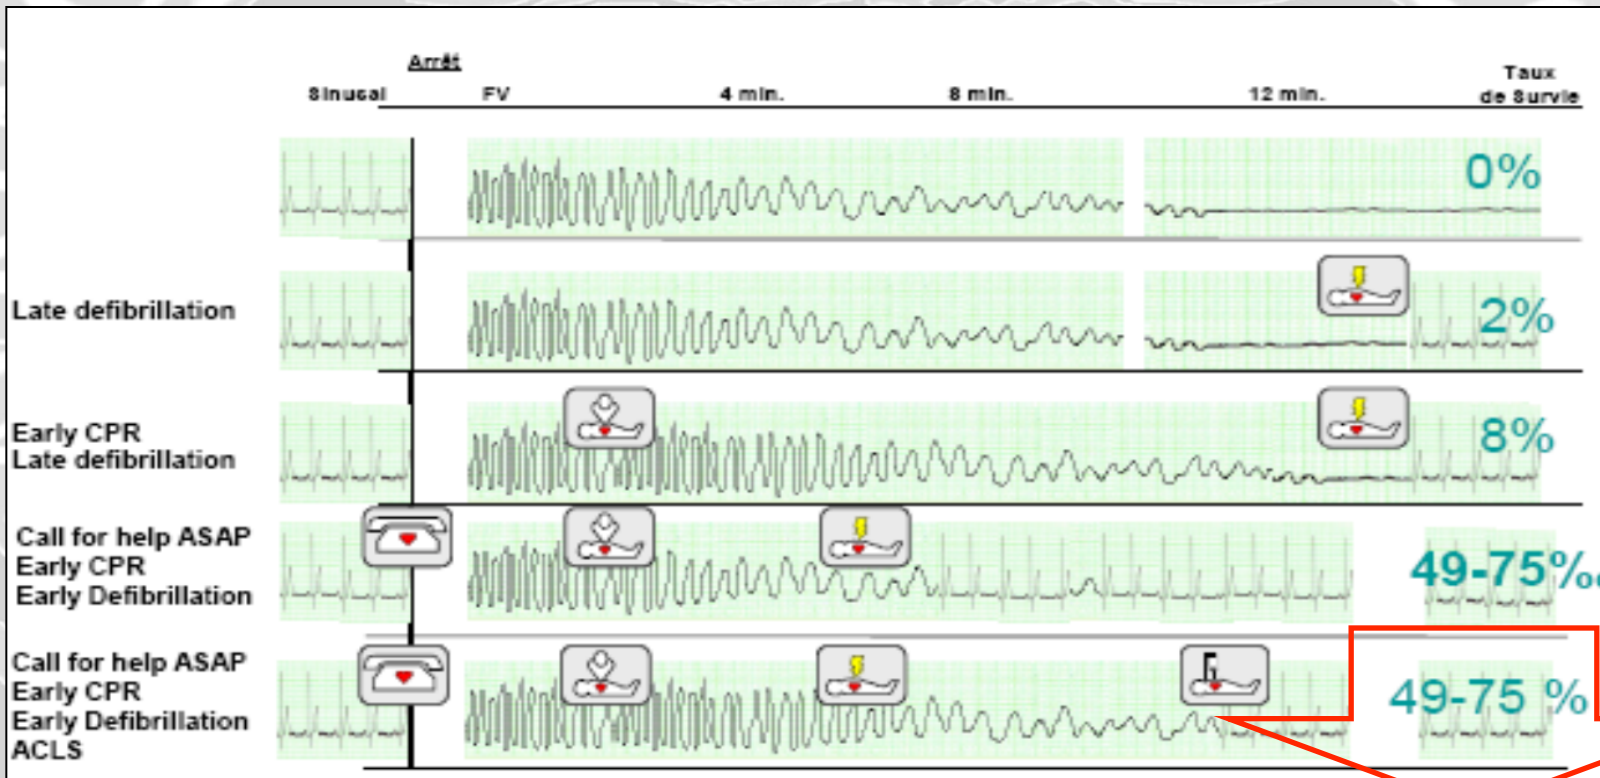 Arrêt
Sinusal FV 4 min. 8 min. 12 min. Taux
de Survie
0%
Late defibrillation 2%
Early CPR
Late defibrillation
8%
Call for help ASAP
Early CPR
Early Defibrillation
49-75%
Call for help ASAP
Early CPR
Early Defibrillation
ACLS
49-75 %